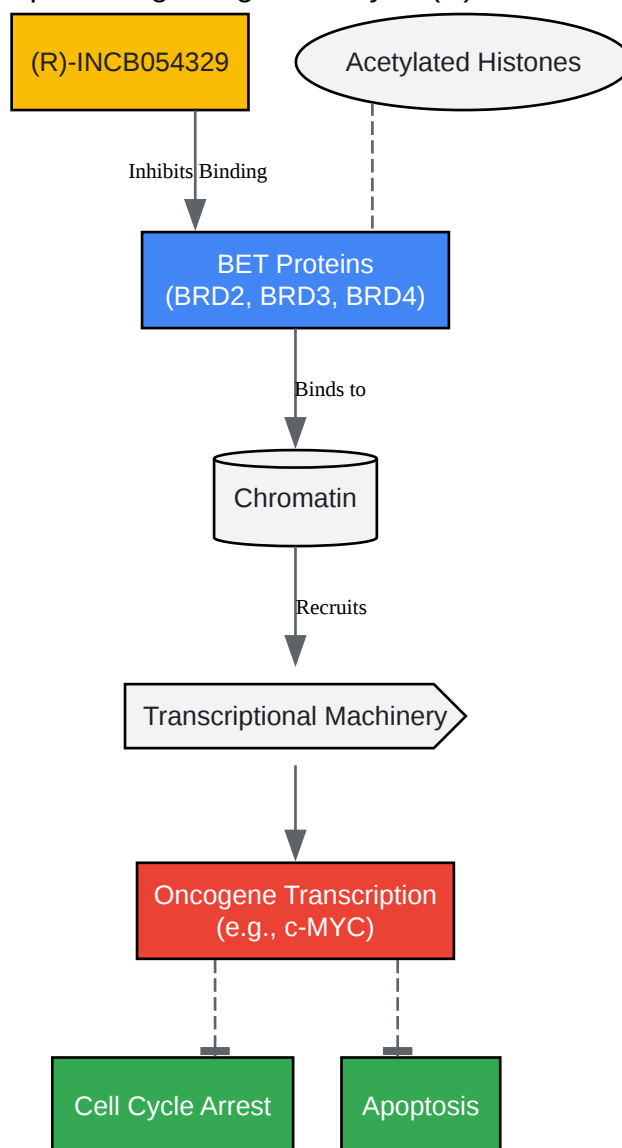 (R)-INCB054329
Acetylated Histones
Inhibits Binding
BET Proteins
(BRD2, BRD3, BRD4)
Binds to
Chromatin
Recruits
Transcriptional Machinery
Oncogene Transcription
(e.g., c-MYC)
Cell Cycle Arrest
Apoptosis